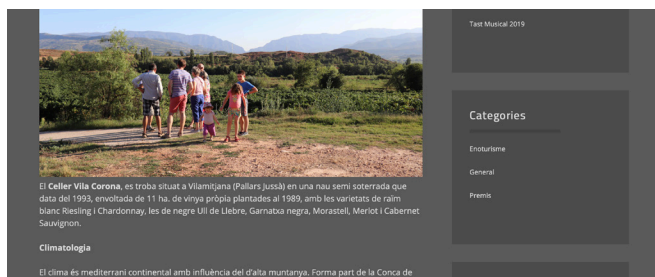 Tast Musical 2019
Categories
Enoturisme
General
Premis
El Celler Vila Corona, es troba situat a Vilamitjana (Pallars Jussà) en una nau semi soterrada que
data del 1993, envoltada de 11 ha. de vinya pròpia plantades al 1989, amb les varietats de raïm
blanc Riesling i Chardonnay, les de negre Ull de Llebre, Garnatxa negra, Morastell, Merlot i Cabernet
Sauvignon.
Climatologia
El clima és mediterrani continental amb influència del d'alta muntanya. Forma part de la Conca de